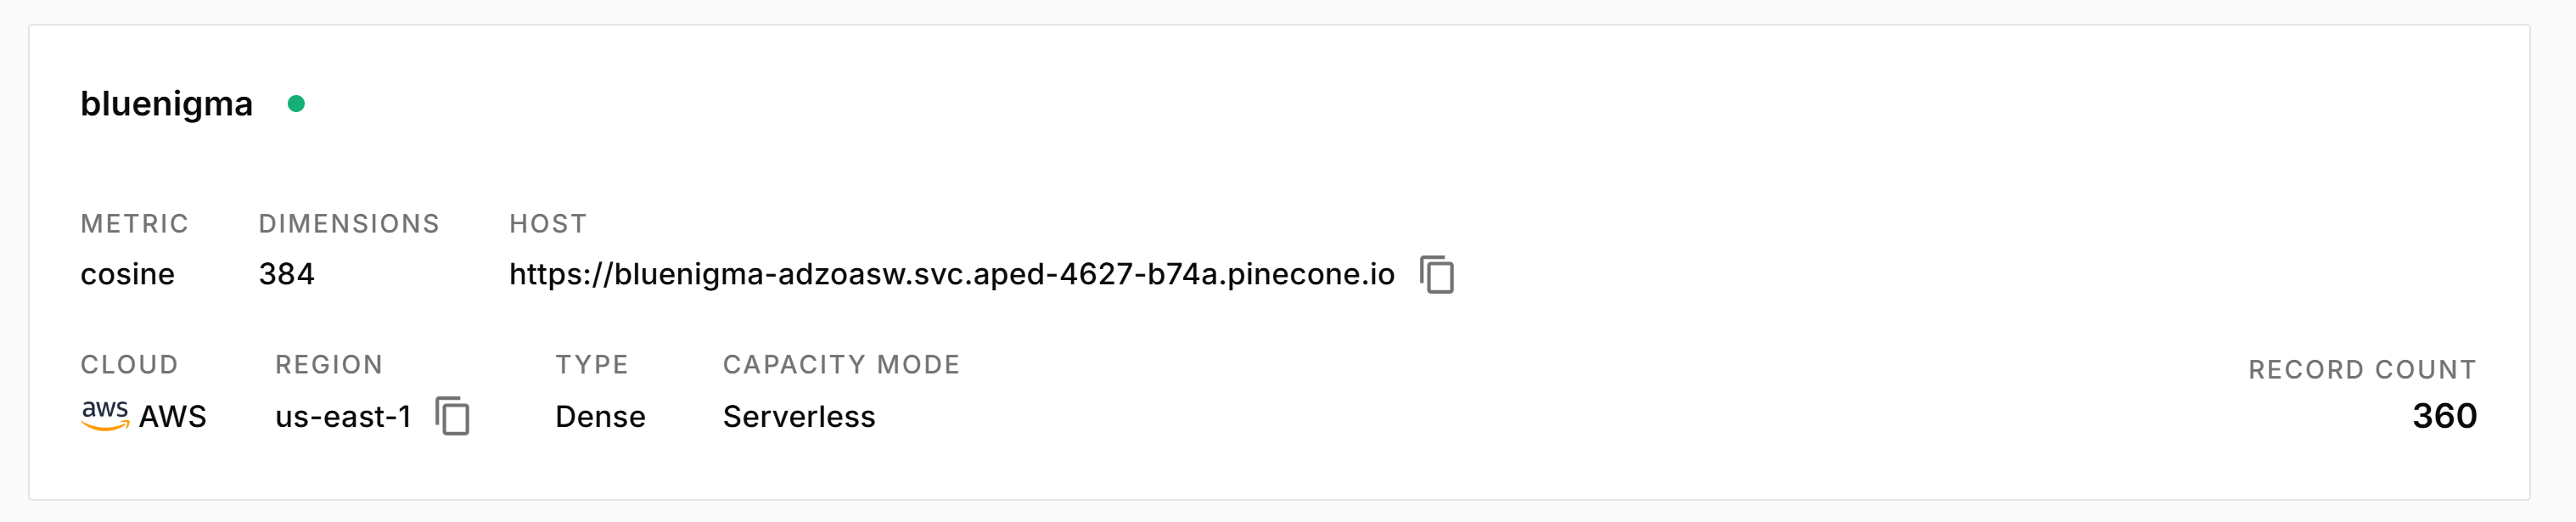 bluenigma
METRIC DIMENSIONS HOST
cosine 384 https://bluenigma-adzoasw.svc.aped-4627-b74a.pinecone.io
CLOUD REGION TYPE CAPACITY MODE RECORD COUNT
aws AWS us-east-1 Dense Serverless 360